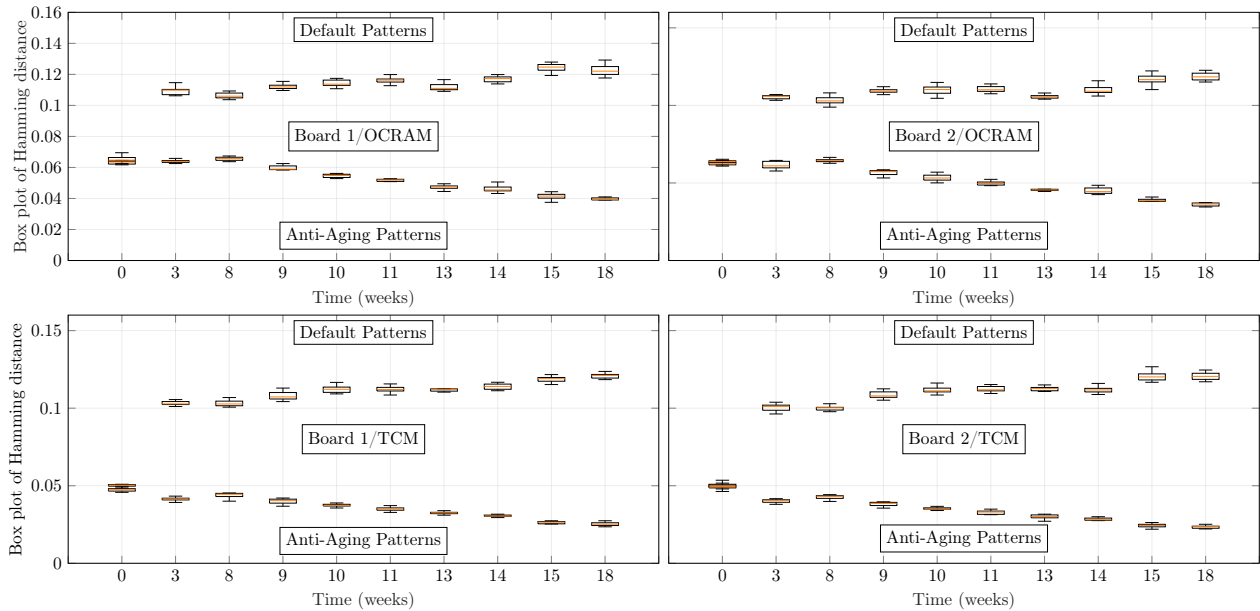 Box plot of Hamming distance
0.16
0.14
0.12
0.10
0.08
0.06
0.04
0.02
0
Default Patterns
Board 1/OCRAM
Anti-Aging Patterns
0 3 8 9 10 11 13 14 15 18
Time (weeks)
Default Patterns
Board 2/OCRAM
Anti-Aging Patterns
0 3 8 9 10 11 13 14 15 18
Time (weeks)
Box plot of Hamming distance
0.15
0.1
0.05
0
Default Patterns
Board 1/TCM
Anti-Aging Patterns
0 3 8 9 10 11 13 14 15 18
Time (weeks)
Default Patterns
Board 2/TCM
Anti-Aging Patterns
0 3 8 9 10 11 13 14 15 18
Time (weeks)